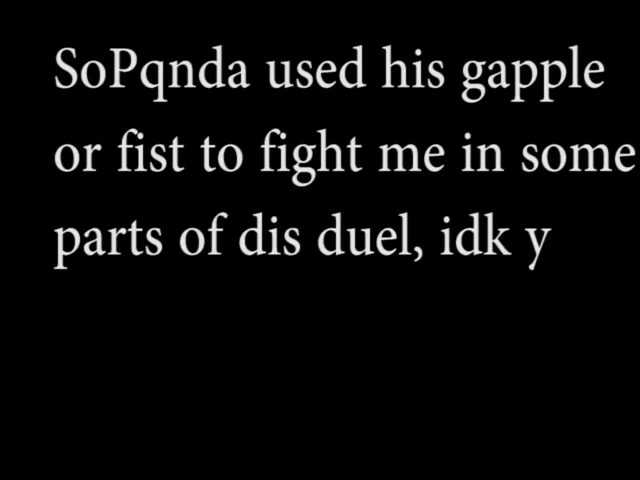 SoPqnda used his gapple
or fist to fight me in some
parts of dis duel, idk y